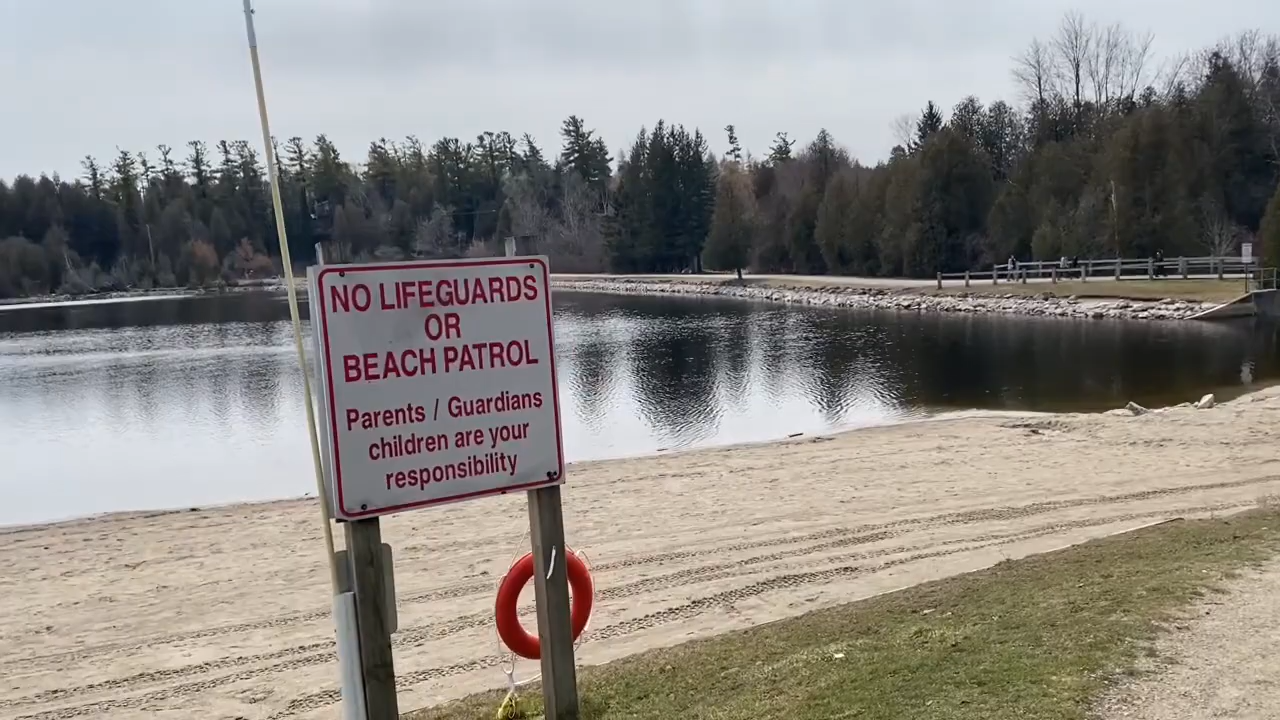 NO LIFEGUARDS
OR
BEACH PATROL
Parents / Guardians
children are your
responsibility